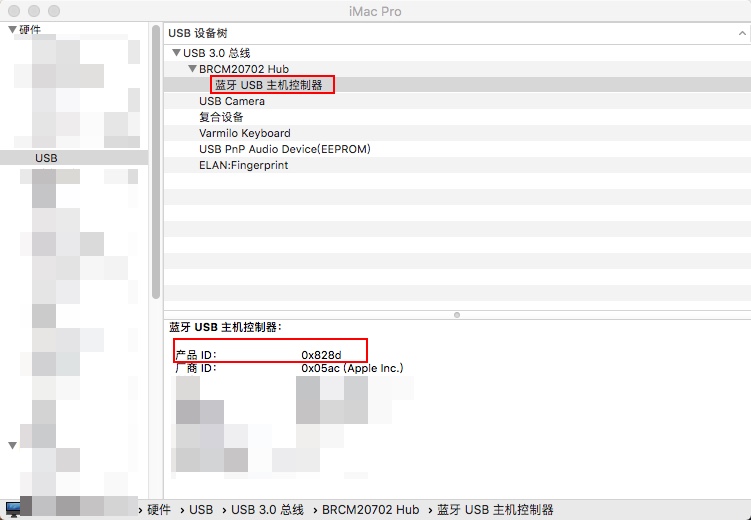 iMac Pro
硬件
USB
USB 设备树
USB 3.0 总线
BRCM20702 Hub
蓝牙 USB 主机控制器
USB Camera
复合设备
Varmilo Keyboard
USB PnP Audio Device(EEPROM)
ELAN:Fingerprint
蓝牙 USB 主机控制器：
产品 ID： 0x828d
厂商 ID： 0x05ac (Apple Inc.)
› 硬件 › USB › USB 3.0 总线 › BRCM20702 Hub › 蓝牙 USB 主机控制器